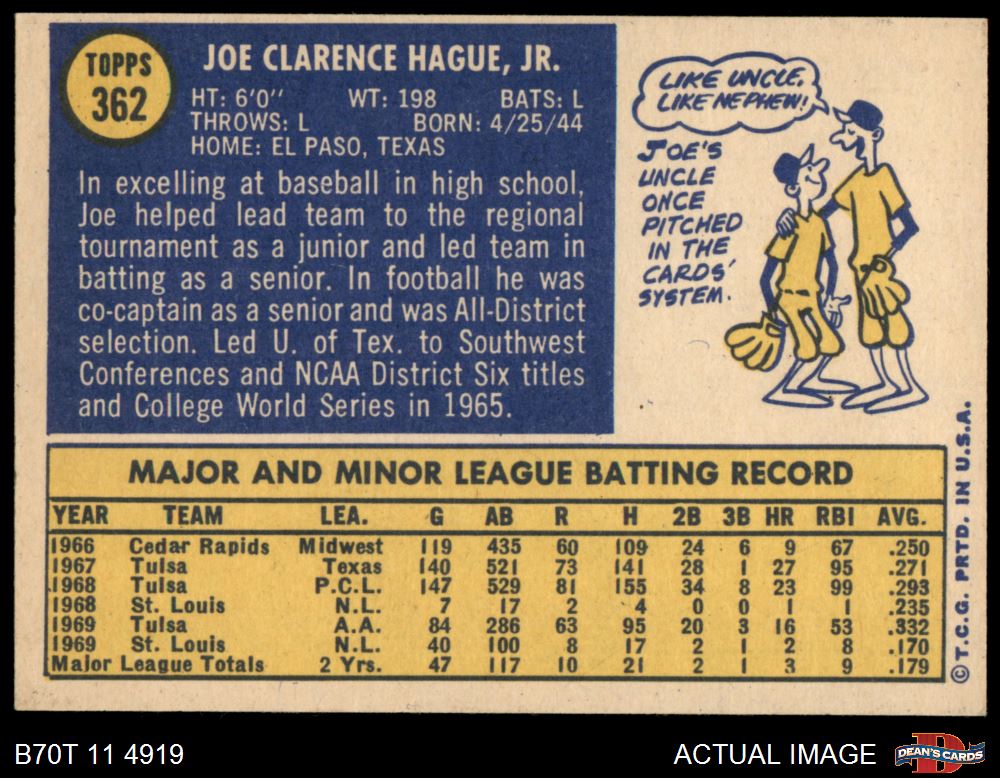 TOPPS
362
JOE CLARENCE HAGUE, JR.
HT: 6'0" WT: 198 BATS: L
THROWS: L BORN: 4/25/44
HOME: EL PASO, TEXAS
In excelling at baseball in high school,
Joe helped lead team to the regional
tournament as a junior and led team in
batting as a senior. In football he was
co-captain as a senior and was All-District
selection. Led U. of Tex. to Southwest
Conferences and NCAA District Six titles
and College World Series in 1965.
LIKE UNCLE,
LIKE NEPHEW!
JOE'S
UNCLE
ONCE
PITCHED
IN THE
CARDS'
SYSTEM.
MAJOR AND MINOR LEAGUE BATTING RECORD
YEAR TEAM LEA. G AB R H 2B 3B HR RBI AVG.
1966 Cedar Rapids Midwest 119 435 60 109 24 6 9 67 .250
1967 Tulsa Texas 140 521 73 141 28 1 27 95 .271
1968 Tulsa P.C.L. 147 529 81 155 34 8 23 99 .293
1968 St. Louis N.L. 7 17 2 4 0 0 1 1 .235
1969 Tulsa A.A. 84 286 63 95 20 3 16 53 .332
1969 St. Louis N.L. 40 100 8 17 2 1 2 8 .170
Major League Totals 2 Yrs. 47 117 10 21 2 1 3 9 .179
© T.C.G. PRTD. IN U.S.A.
B70T 11 4919
ACTUAL IMAGE
DEAN'S CARDS